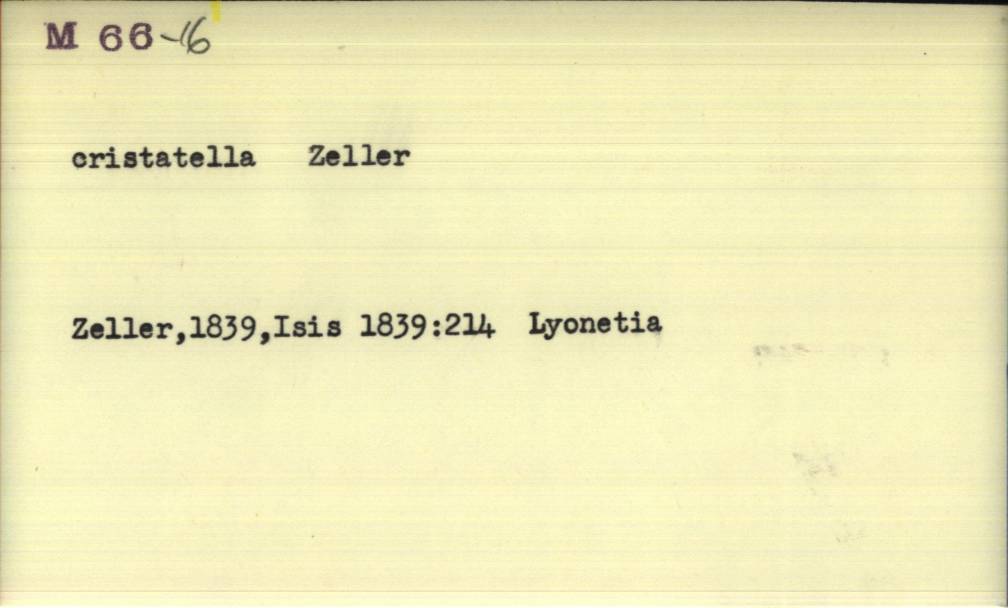 M 66-16
cristatella Zeller
Zeller,1839,Isis 1839:214 Lyonetia